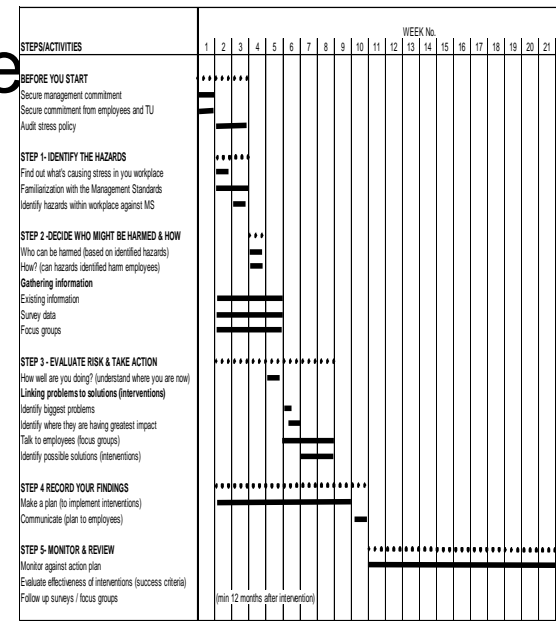 WEEK No.
STEPS/ACTIVITIES 1 2 3 4 5 6 7 8 9 10 11 12 13 14 15 16 17 18 19 20 21
e
BEFORE YOU START
Secure management commitment
Secure commitment from employees and TU
Audit stress policy
STEP 1- IDENTIFY THE HAZARDS
Find out what's causing stress in you workplace
Familiarization with the Management Standards
Identify hazards within workplace against MS
STEP 2 -DECIDE WHO MIGHT BE HARMED & HOW
Who can be harmed (based on identified hazards)
How? (can hazards identified harm employees)
Gathering information
Existing information
Survey data
Focus groups
STEP 3 - EVALUATE RISK & TAKE ACTION
How well are you doing? (understand where you are now)
Linking problems to solutions (interventions)
Identify biggest problems
Identify where they are having greatest impact
Talk to employees (focus groups)
Identify possible solutions (interventions)
STEP 4 RECORD YOUR FINDINGS
Make a plan (to implement interventions)
Communicate (plan to employees)
STEP 5- MONITOR & REVIEW
Monitor against action plan
Evaluate effectiveness of interventions (success criteria)
Follow up surveys / focus groups (min 12 months after intervention)